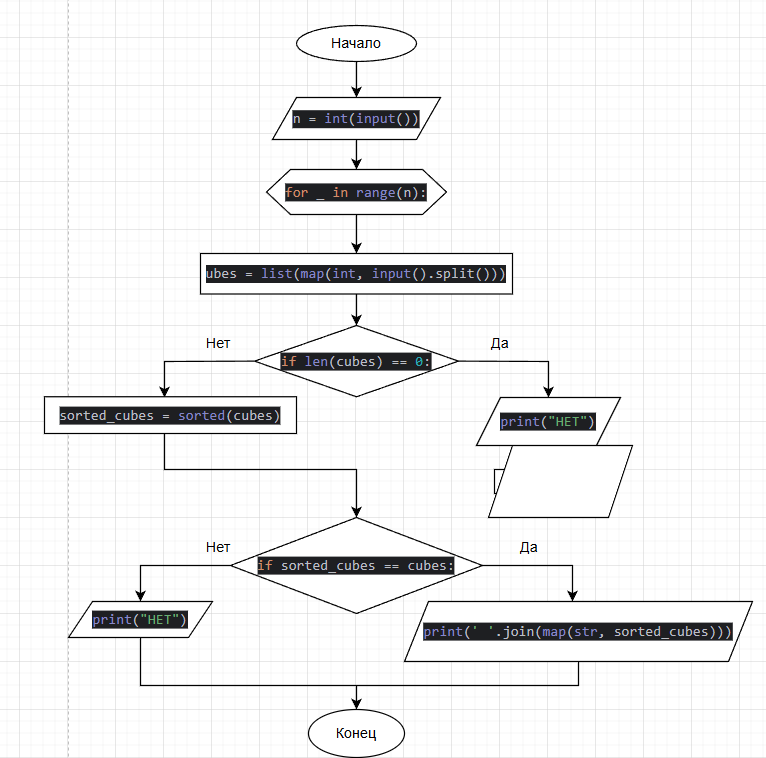 Начало
n = int(input())
for _ in range(n):
ubes = list(map(int, input().split()))
Нет
Да
if len(cubes) == 0:
sorted_cubes = sorted(cubes)
print("НЕТ")
Нет
Да
if sorted_cubes == cubes:
print("НЕТ")
print(' '.join(map(str, sorted_cubes)))
Конец